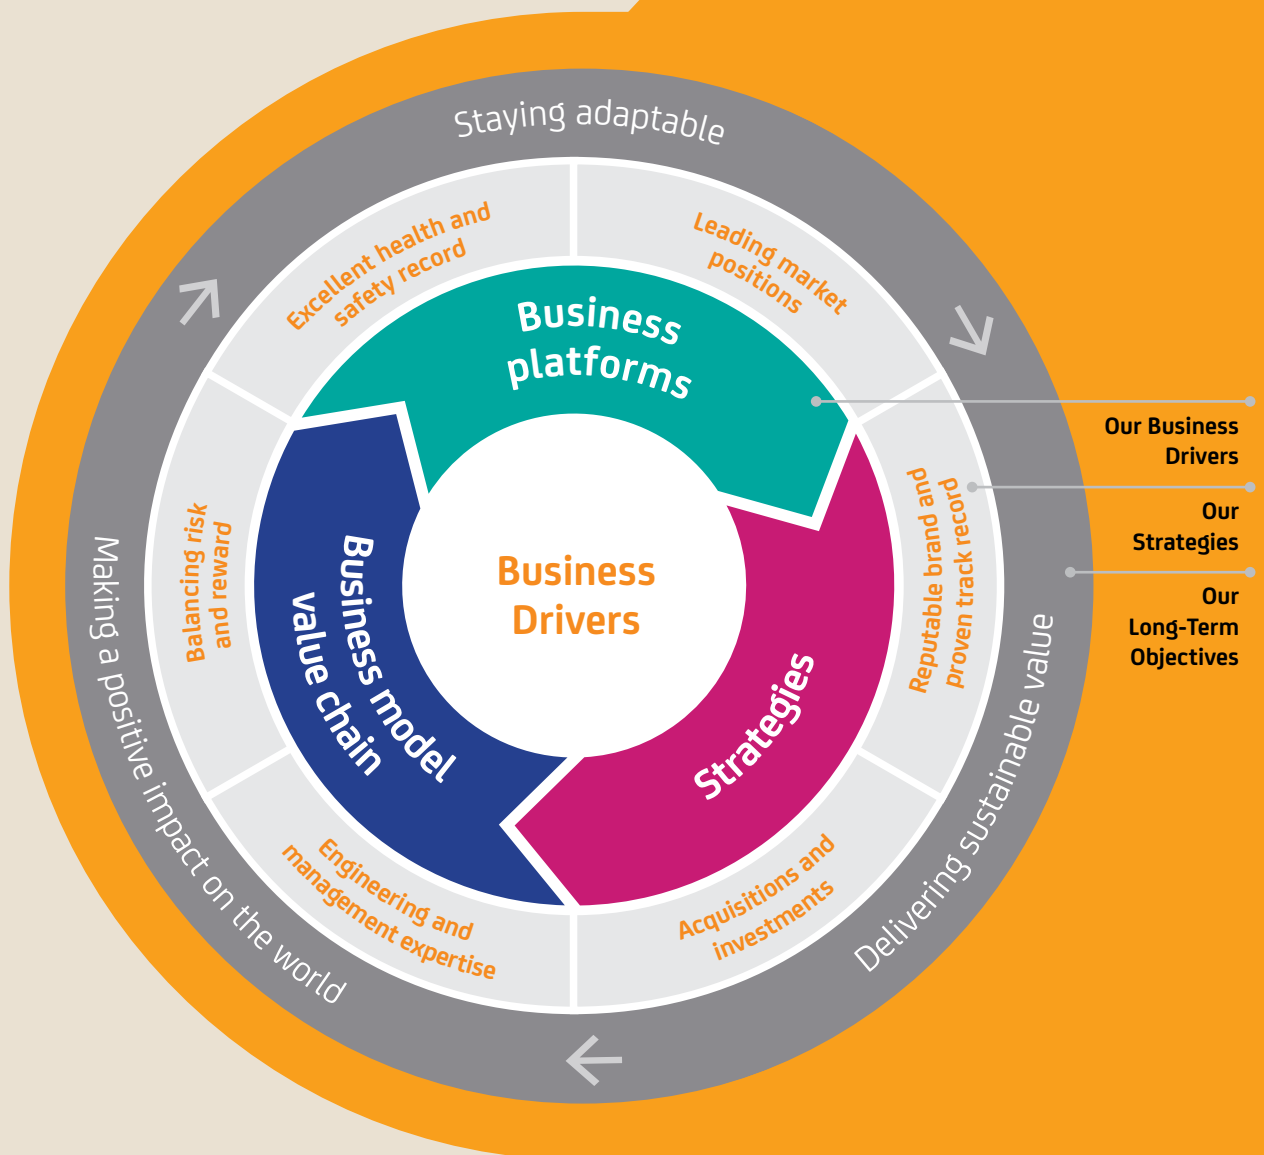 Staying adaptable
Excellent health and
safety record
Leading market
positions
Business
platforms
Our Business
Drivers
Reputable brand and
proven track record
Our
Strategies
Balancing risk
and reward
Business model
value chain
Business
Drivers
Our
Long-Term
Objectives
Strategies
Making a positive impact on the world
Delivering sustainable value
Engineering and
management expertise
Acquisitions and
investments